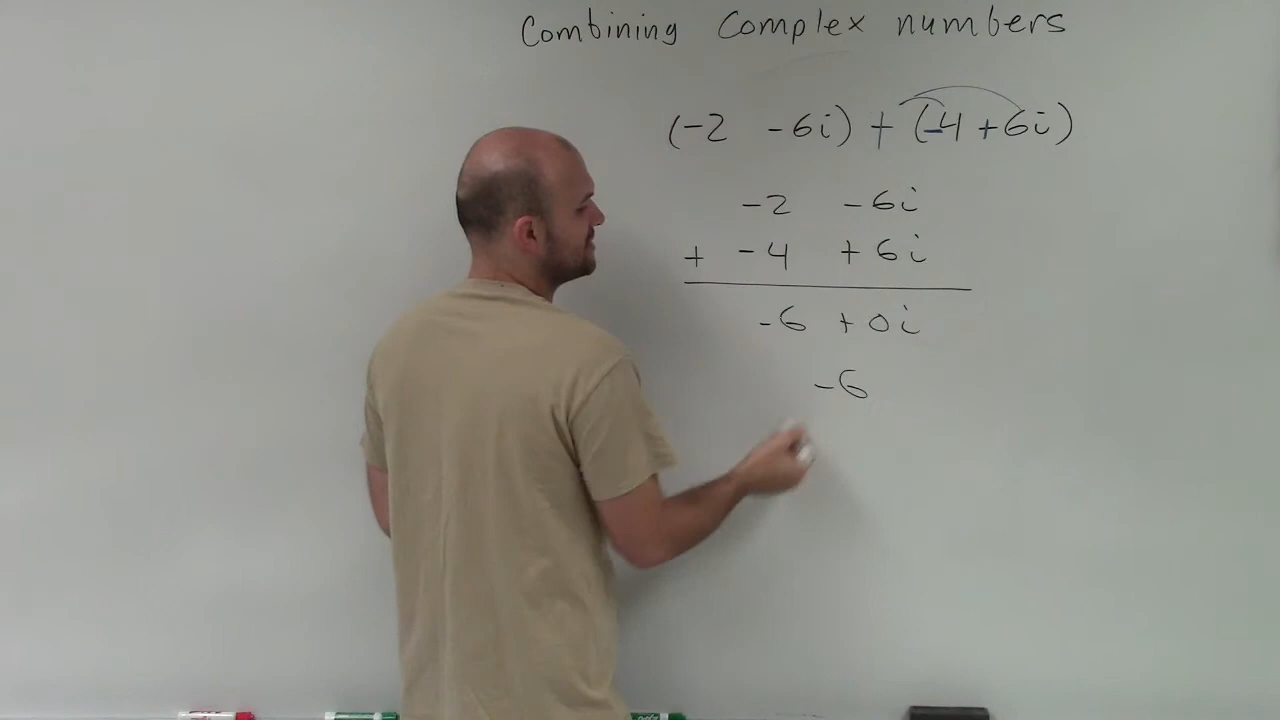 Combining Complex numbers
(-2 -6i) + (-4 +6i)
-2 -6i
+ -4 +6i
-6 +0i
-6